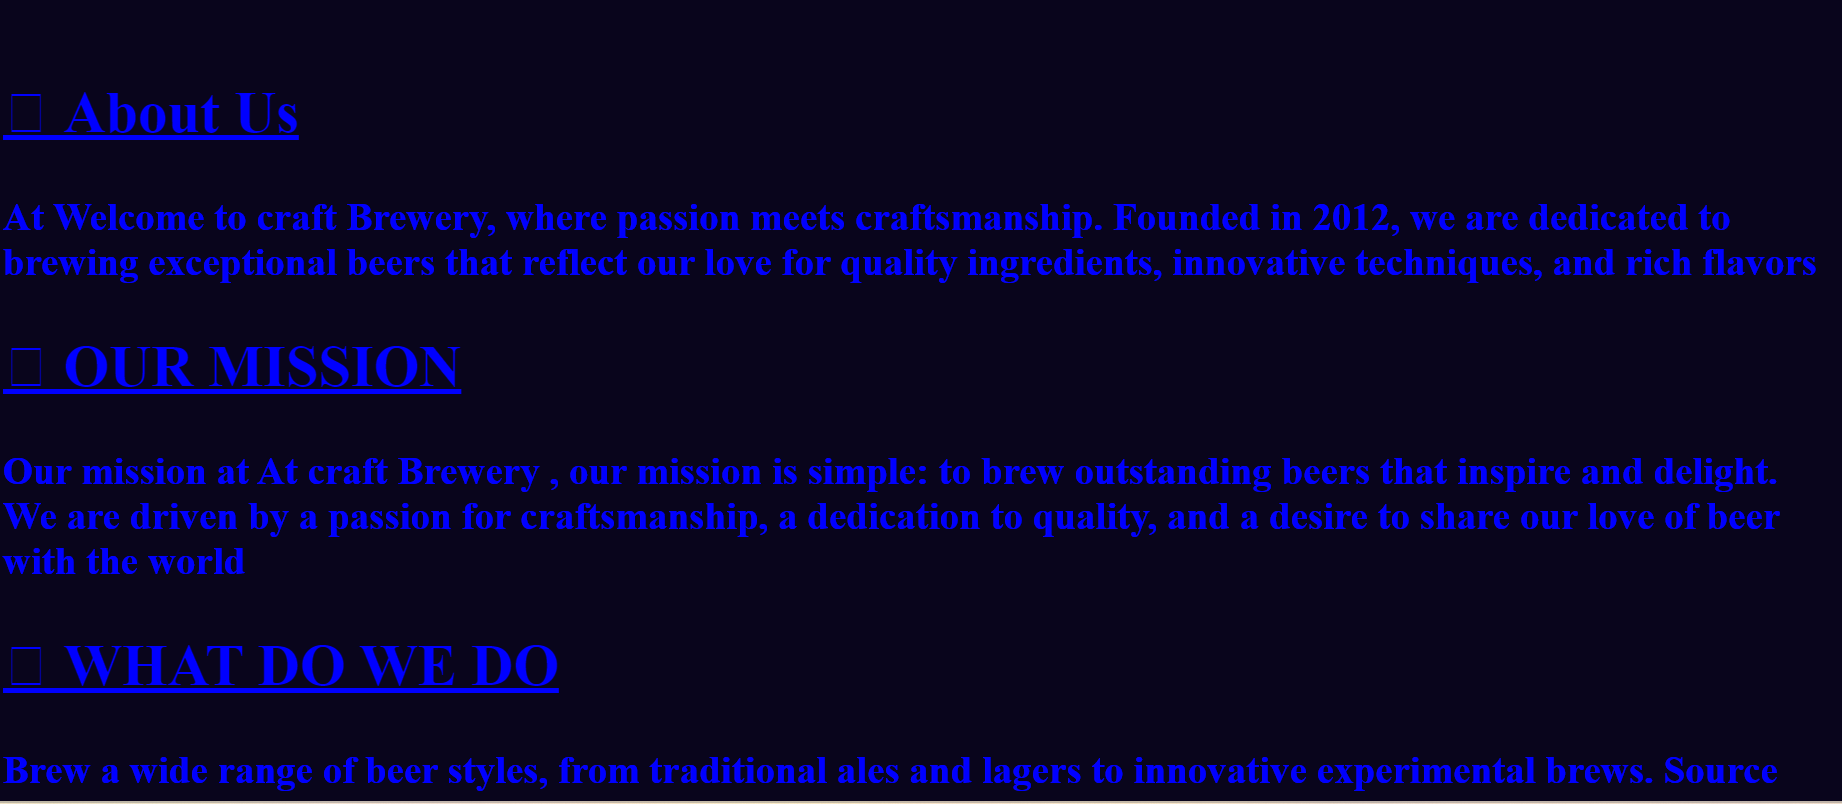 About Us
At Welcome to craft Brewery, where passion meets craftsmanship. Founded in 2012, we are dedicated to
brewing exceptional beers that reflect our love for quality ingredients, innovative techniques, and rich flavors
OUR MISSION
Our mission at At craft Brewery , our mission is simple: to brew outstanding beers that inspire and delight.
We are driven by a passion for craftsmanship, a dedication to quality, and a desire to share our love of beer
with the world
WHAT DO WE DO
Brew a wide range of beer styles, from traditional ales and lagers to innovative experimental brews. Source